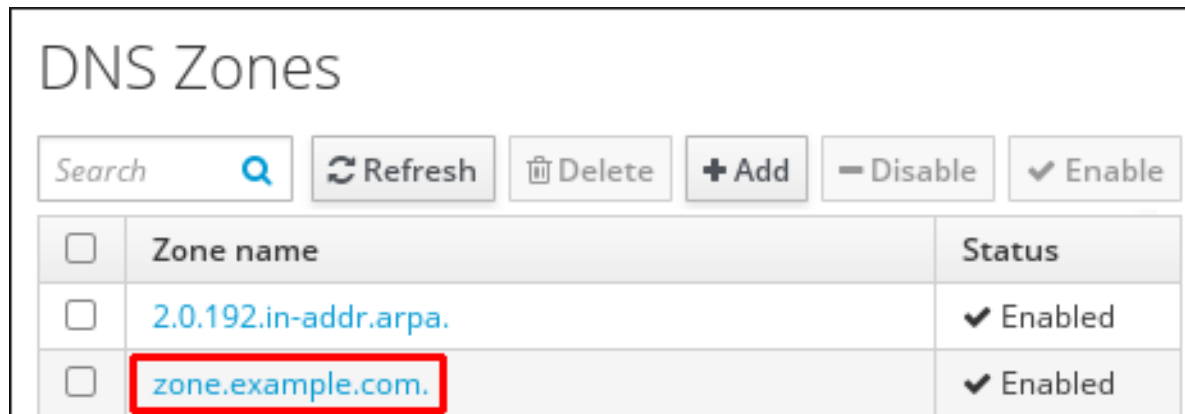 DNS Zones
Search Refresh Delete Add Disable Enable
Zone name Status
2.0.192.in-addr.arpa. Enabled
zone.example.com. Enabled